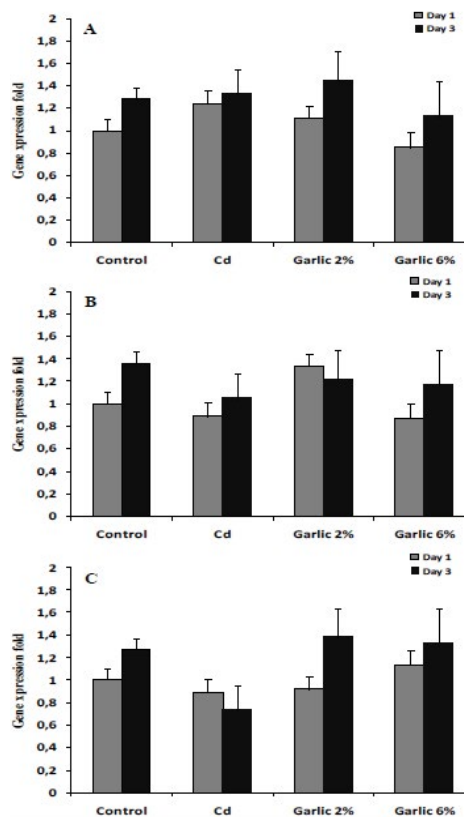 A
Day 1
Day 3
Gene xpression fold
2
1,8
1,6
1,4
1,2
1
0,8
0,6
0,4
0,2
0
Control Cd Garlic 2% Garlic 6%
B
Day 1
Day 3
Gene xpression fold
2
1,8
1,6
1,4
1,2
1
0,8
0,6
0,4
0,2
0
Control Cd Garlic 2% Garlic 6%
C
Day 1
Day 3
Gene xpression fold
2
1,8
1,6
1,4
1,2
1
0,8
0,6
0,4
0,2
0
Control Cd Garlic 2% Garlic 6%